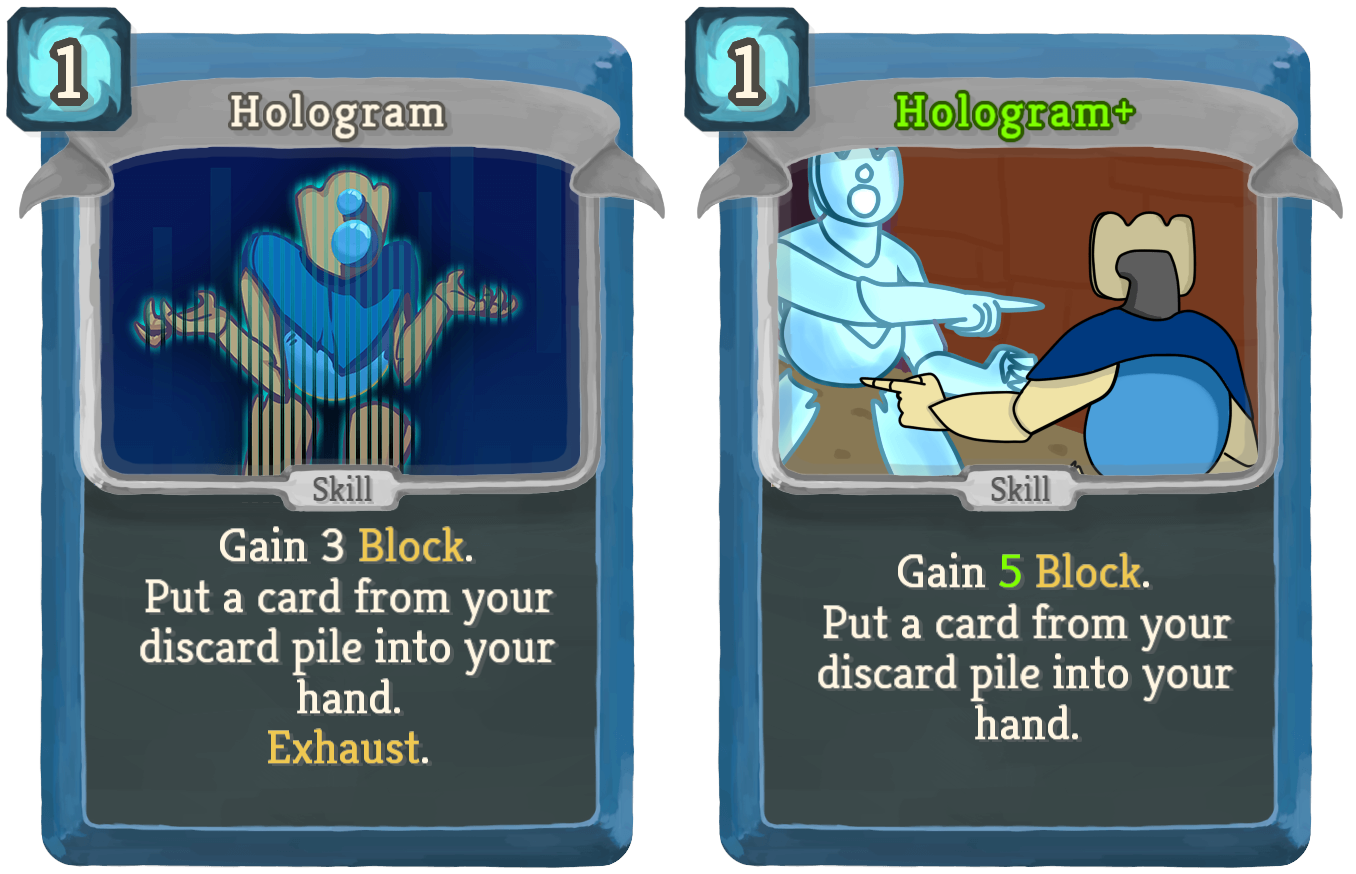 1
Hologram
Skill
Gain 3 Block.
Put a card from your
discard pile into your
hand.
Exhaust.
1
Hologram+
Skill
Gain 5 Block.
Put a card from your
discard pile into your
hand.